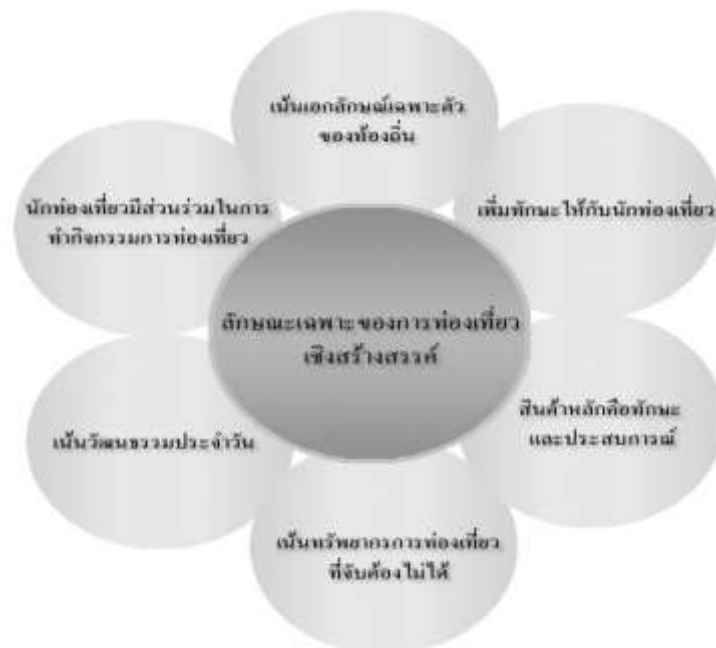 เน้นเอกลักษณ์เฉพาะตัว
ของท้องถิ่น
เพิ่มทักษะให้กับนักท่องเที่ยว
สินค้าหลักคือทักษะ
และประสบการณ์
เน้นทรัพยากรการท่องเที่ยว
ที่จับต้องไม่ได้
เน้นวัฒนธรรมประจำวัน
นักท่องเที่ยวมีส่วนร่วมในการ
ทำกิจกรรมการท่องเที่ยว
ลักษณะเฉพาะของการท่องเที่ยว
เชิงสร้างสรรค์